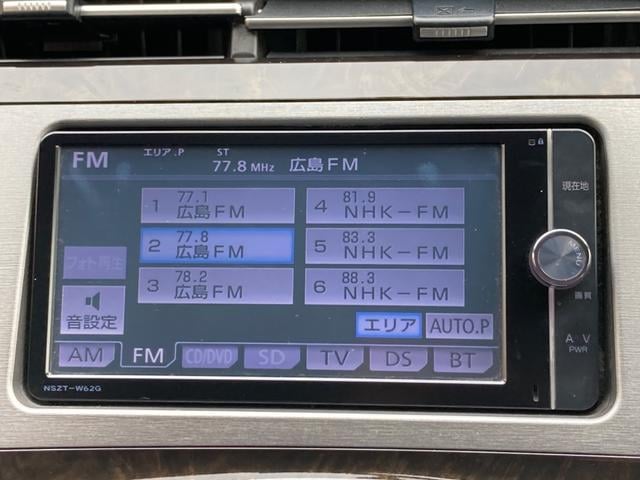 FM エリア.P ST 77.8 MHz 広島FM
1 77.1 広島FM
4 81.9 NHK-FM
2 77.8 広島FM
5 83.3 NHK-FM
3 78.2 広島FM
6 88.3 NHK-FM
フォト再生
音設定
エリア AUTO.P
AM FM CD/DVD SD TV DS BT
NSZT-W62G
現在地
MENU
画質
A V
PWR